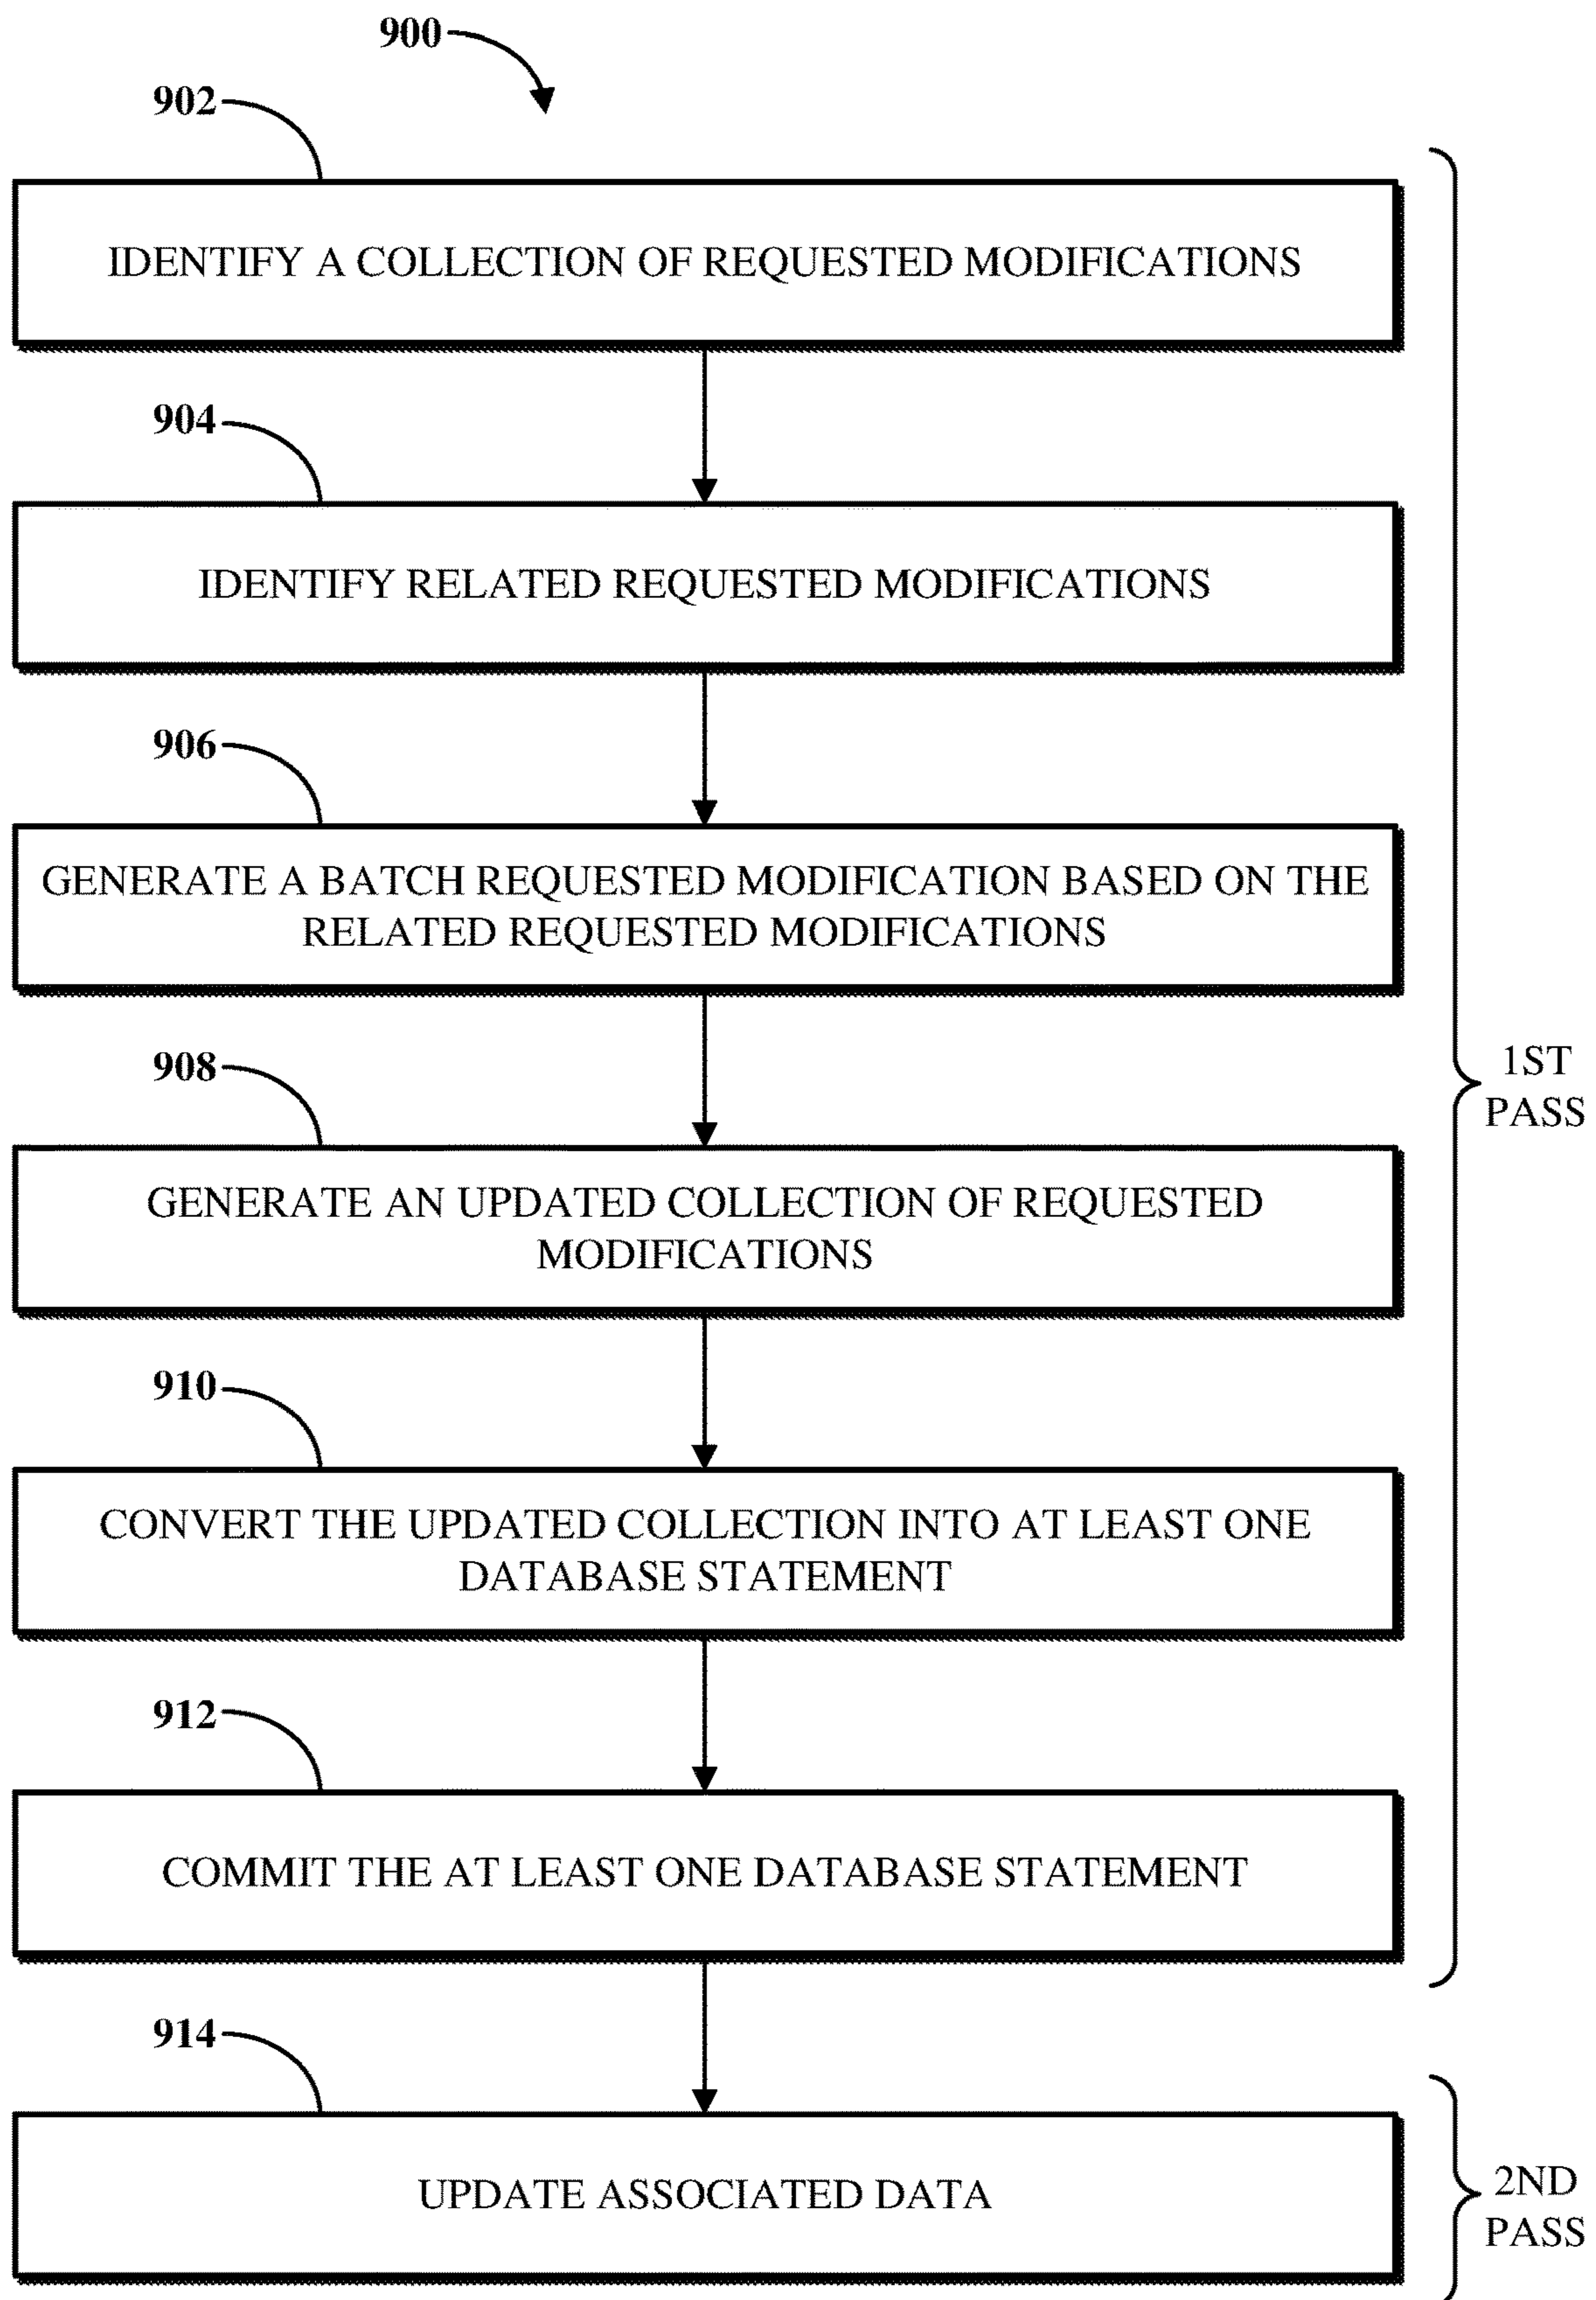 900
902
IDENTIFY A COLLECTION OF REQUESTED MODIFICATIONS
904
IDENTIFY RELATED REQUESTED MODIFICATIONS
906
GENERATE A BATCH REQUESTED MODIFICATION BASED ON THE
RELATED REQUESTED MODIFICATIONS
908
1ST
PASS
GENERATE AN UPDATED COLLECTION OF REQUESTED
MODIFICATIONS
910
CONVERT THE UPDATED COLLECTION INTO AT LEAST ONE
DATABASE STATEMENT
912
COMMIT THE AT LEAST ONE DATABASE STATEMENT
914
UPDATE ASSOCIATED DATA
2ND
PASS